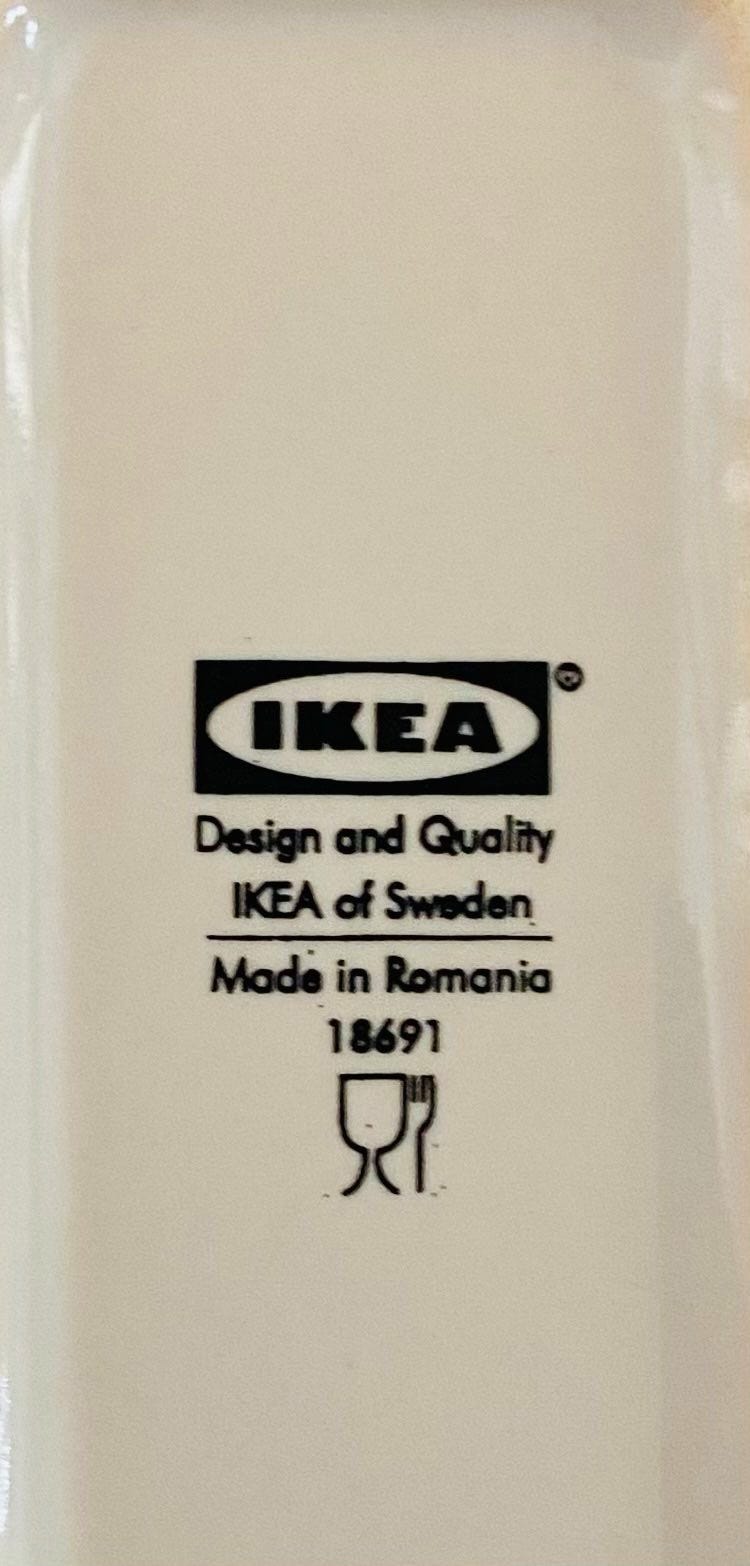 IKEA®
Design and Quality
IKEA of Sweden
Made in Romania
18691